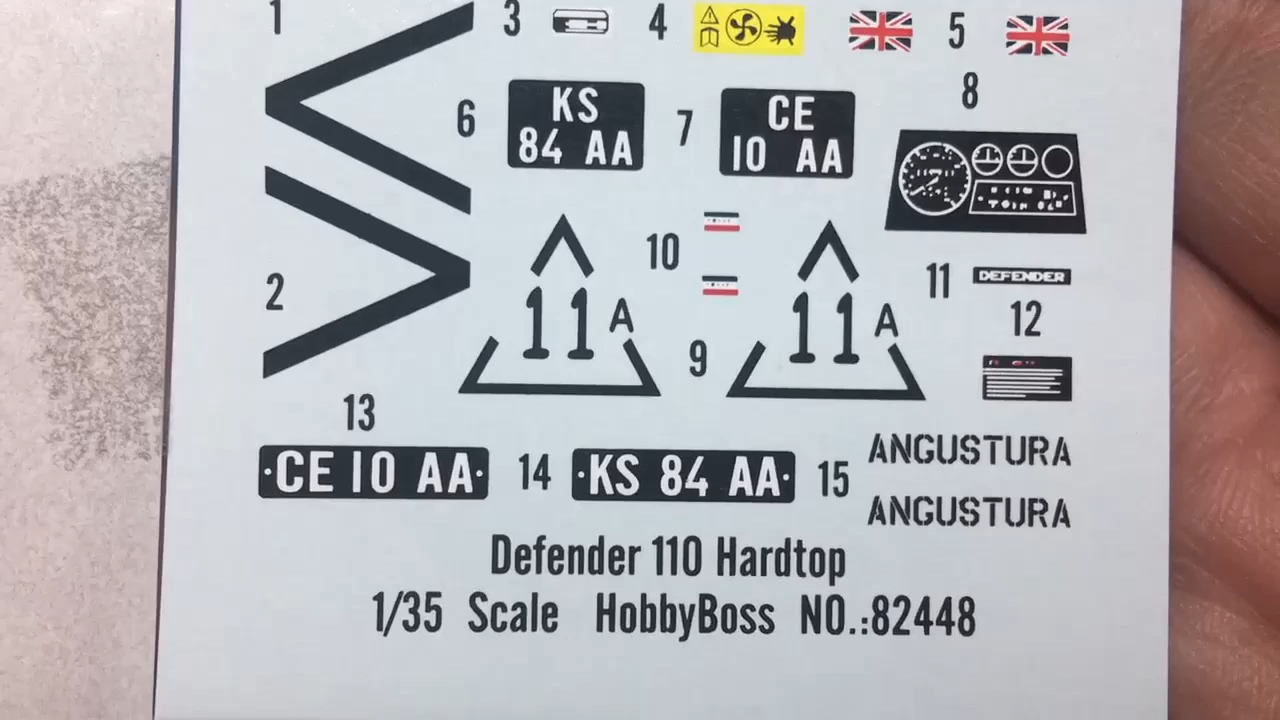 1
3
4
5
6
KS
84 AA
7
CE
10 AA
8
2
10
11 A
9
11 A
11
DEFENDER
12
13
·CE 10 AA·
14
·KS 84 AA·
15
ANGUSTURA
ANGUSTURA
Defender 110 Hardtop
1/35 Scale HobbyBoss NO.:82448